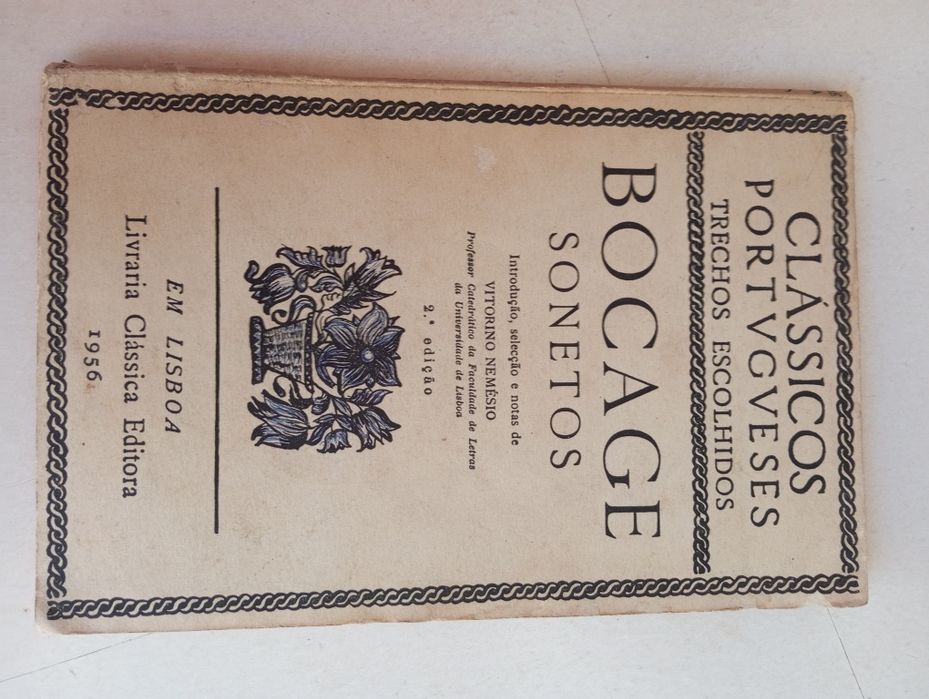 CLÁSSICOS
PORTVGVESES
TRECHOS ESCOLHIDOS
BOCAGE
SONETOS
Introdução, selecção e notas de
VITORINO NEMÉSIO
Professor Catedrático da Faculdade de Letras
da Universidade de Lisboa
2.ª edição
EM LISBOA
Livraria Clássica Editora
1956